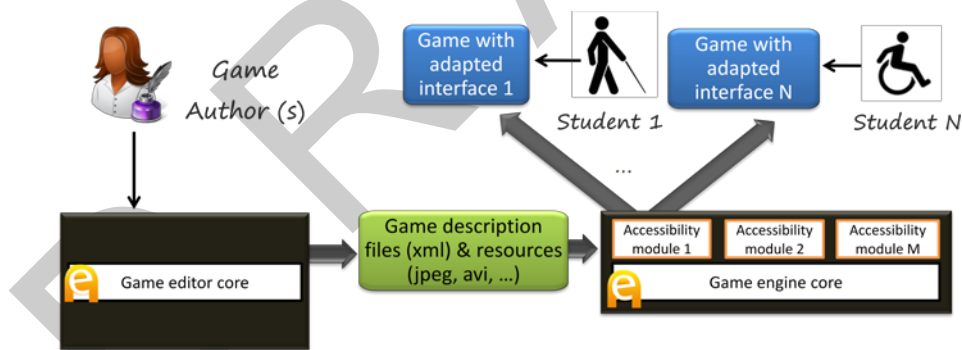 Game
Author (s)
Game with
adapted
interface 1
Student 1
Game with
adapted
interface N
Student N
...
Game editor core
Game description
files (xml) & resources
(jpeg, avi, ...)
Accessibility
module 1
Accessibility
module 2
Accessibility
module M
Game engine core